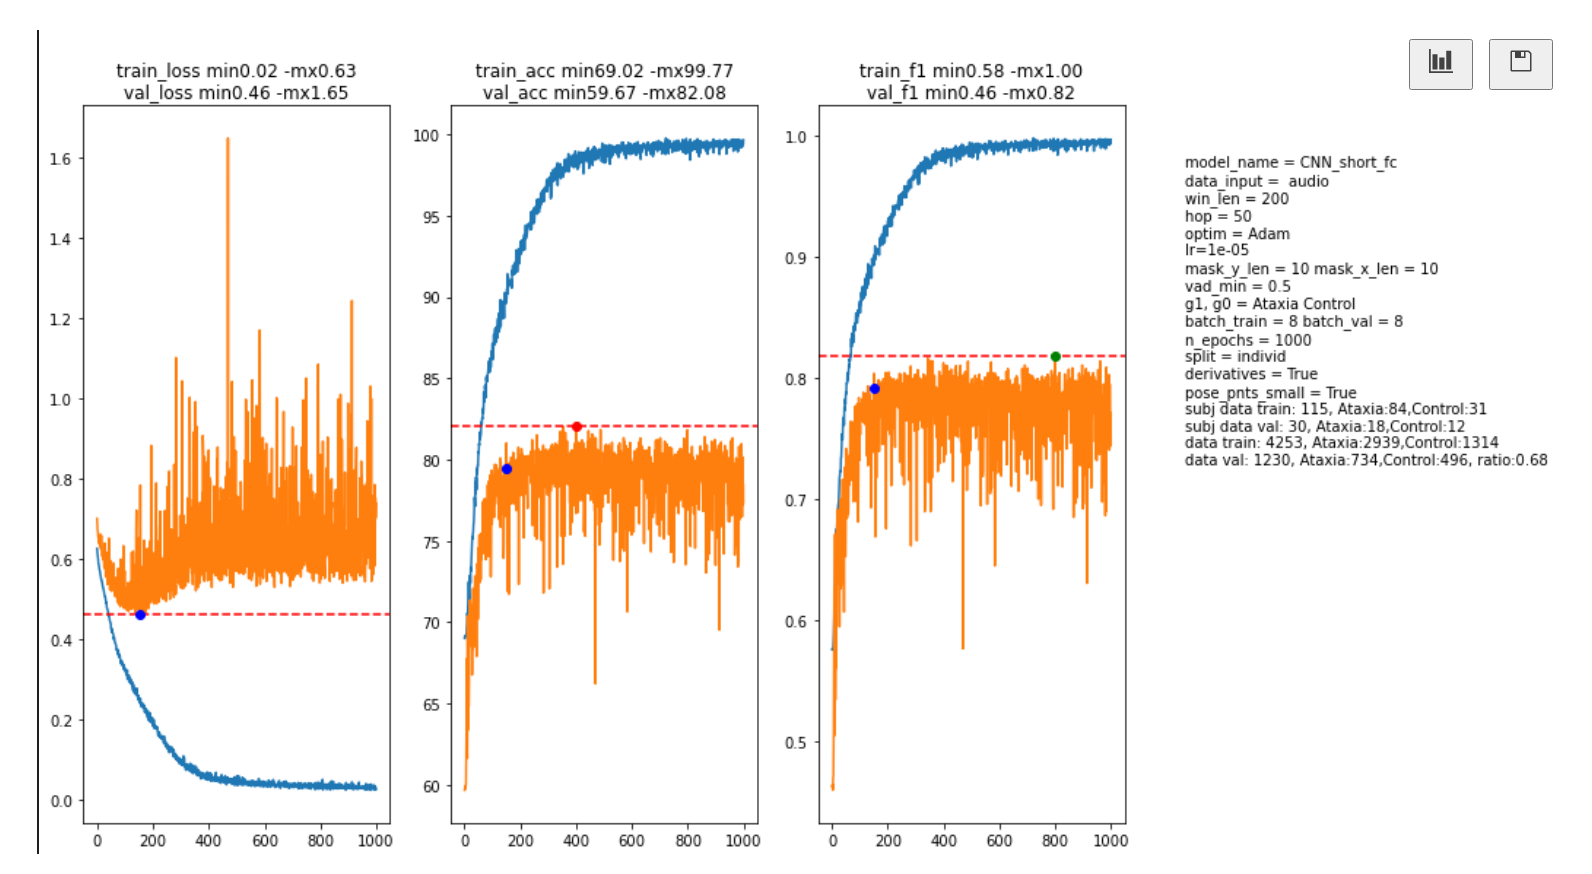 train_loss min0.02 -mx0.63
val_loss min0.46 -mx1.65
1.6
1.4
1.2
1.0
0.8
0.6
0.4
0.2
0.0
0 200 400 600 800 1000
train_acc min69.02 -mx99.77
val_acc min59.67 -mx82.08
100
95
90
85
80
75
70
65
60
0 200 400 600 800 1000
train_f1 min0.58 -mx1.00
val_f1 min0.46 -mx0.82
1.0
0.9
0.8
0.7
0.6
0.5
0 200 400 600 800 1000
model_name = CNN_short_fc
data_input =  audio
win_len = 200
hop = 50
optim = Adam
lr=1e-05
mask_y_len = 10 mask_x_len = 10
vad_min = 0.5
g1, g0 = Ataxia Control
batch_train = 8 batch_val = 8
n_epochs = 1000
split = individ
derivatives = True
pose_pnts_small = True
subj data train: 115, Ataxia:84,Control:31
subj data val: 30, Ataxia:18,Control:12
data train: 4253, Ataxia:2939,Control:1314
data val: 1230, Ataxia:734,Control:496, ratio:0.68